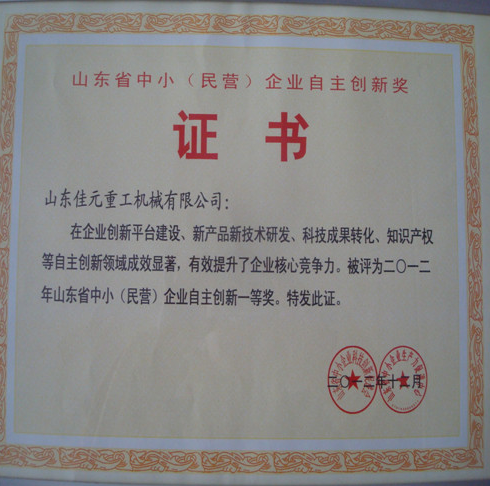 山东省中小（民营）企业自主创新奖
证书
山东佳元重工机械有限公司：
在企业创新平台建设、新产品新技术研发、科技成果转化、知识产权
等自主创新领域成效显著，有效提升了企业核心竞争力。被评为二〇一二
年山东省中小（民营）企业自主创新一等奖。特发此证。
二〇一二年十二月